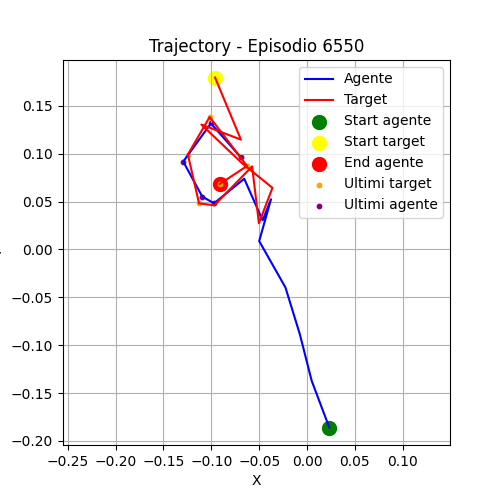 Trajectory - Episodio 6550
Agente
Target
Start agente
Start target
End agente
Ultimi target
Ultimi agente
0.15
0.10
0.05
0.00
−0.05
−0.10
−0.15
−0.20
−0.25 −0.20 −0.15 −0.10 −0.05 0.00 0.05 0.10
X